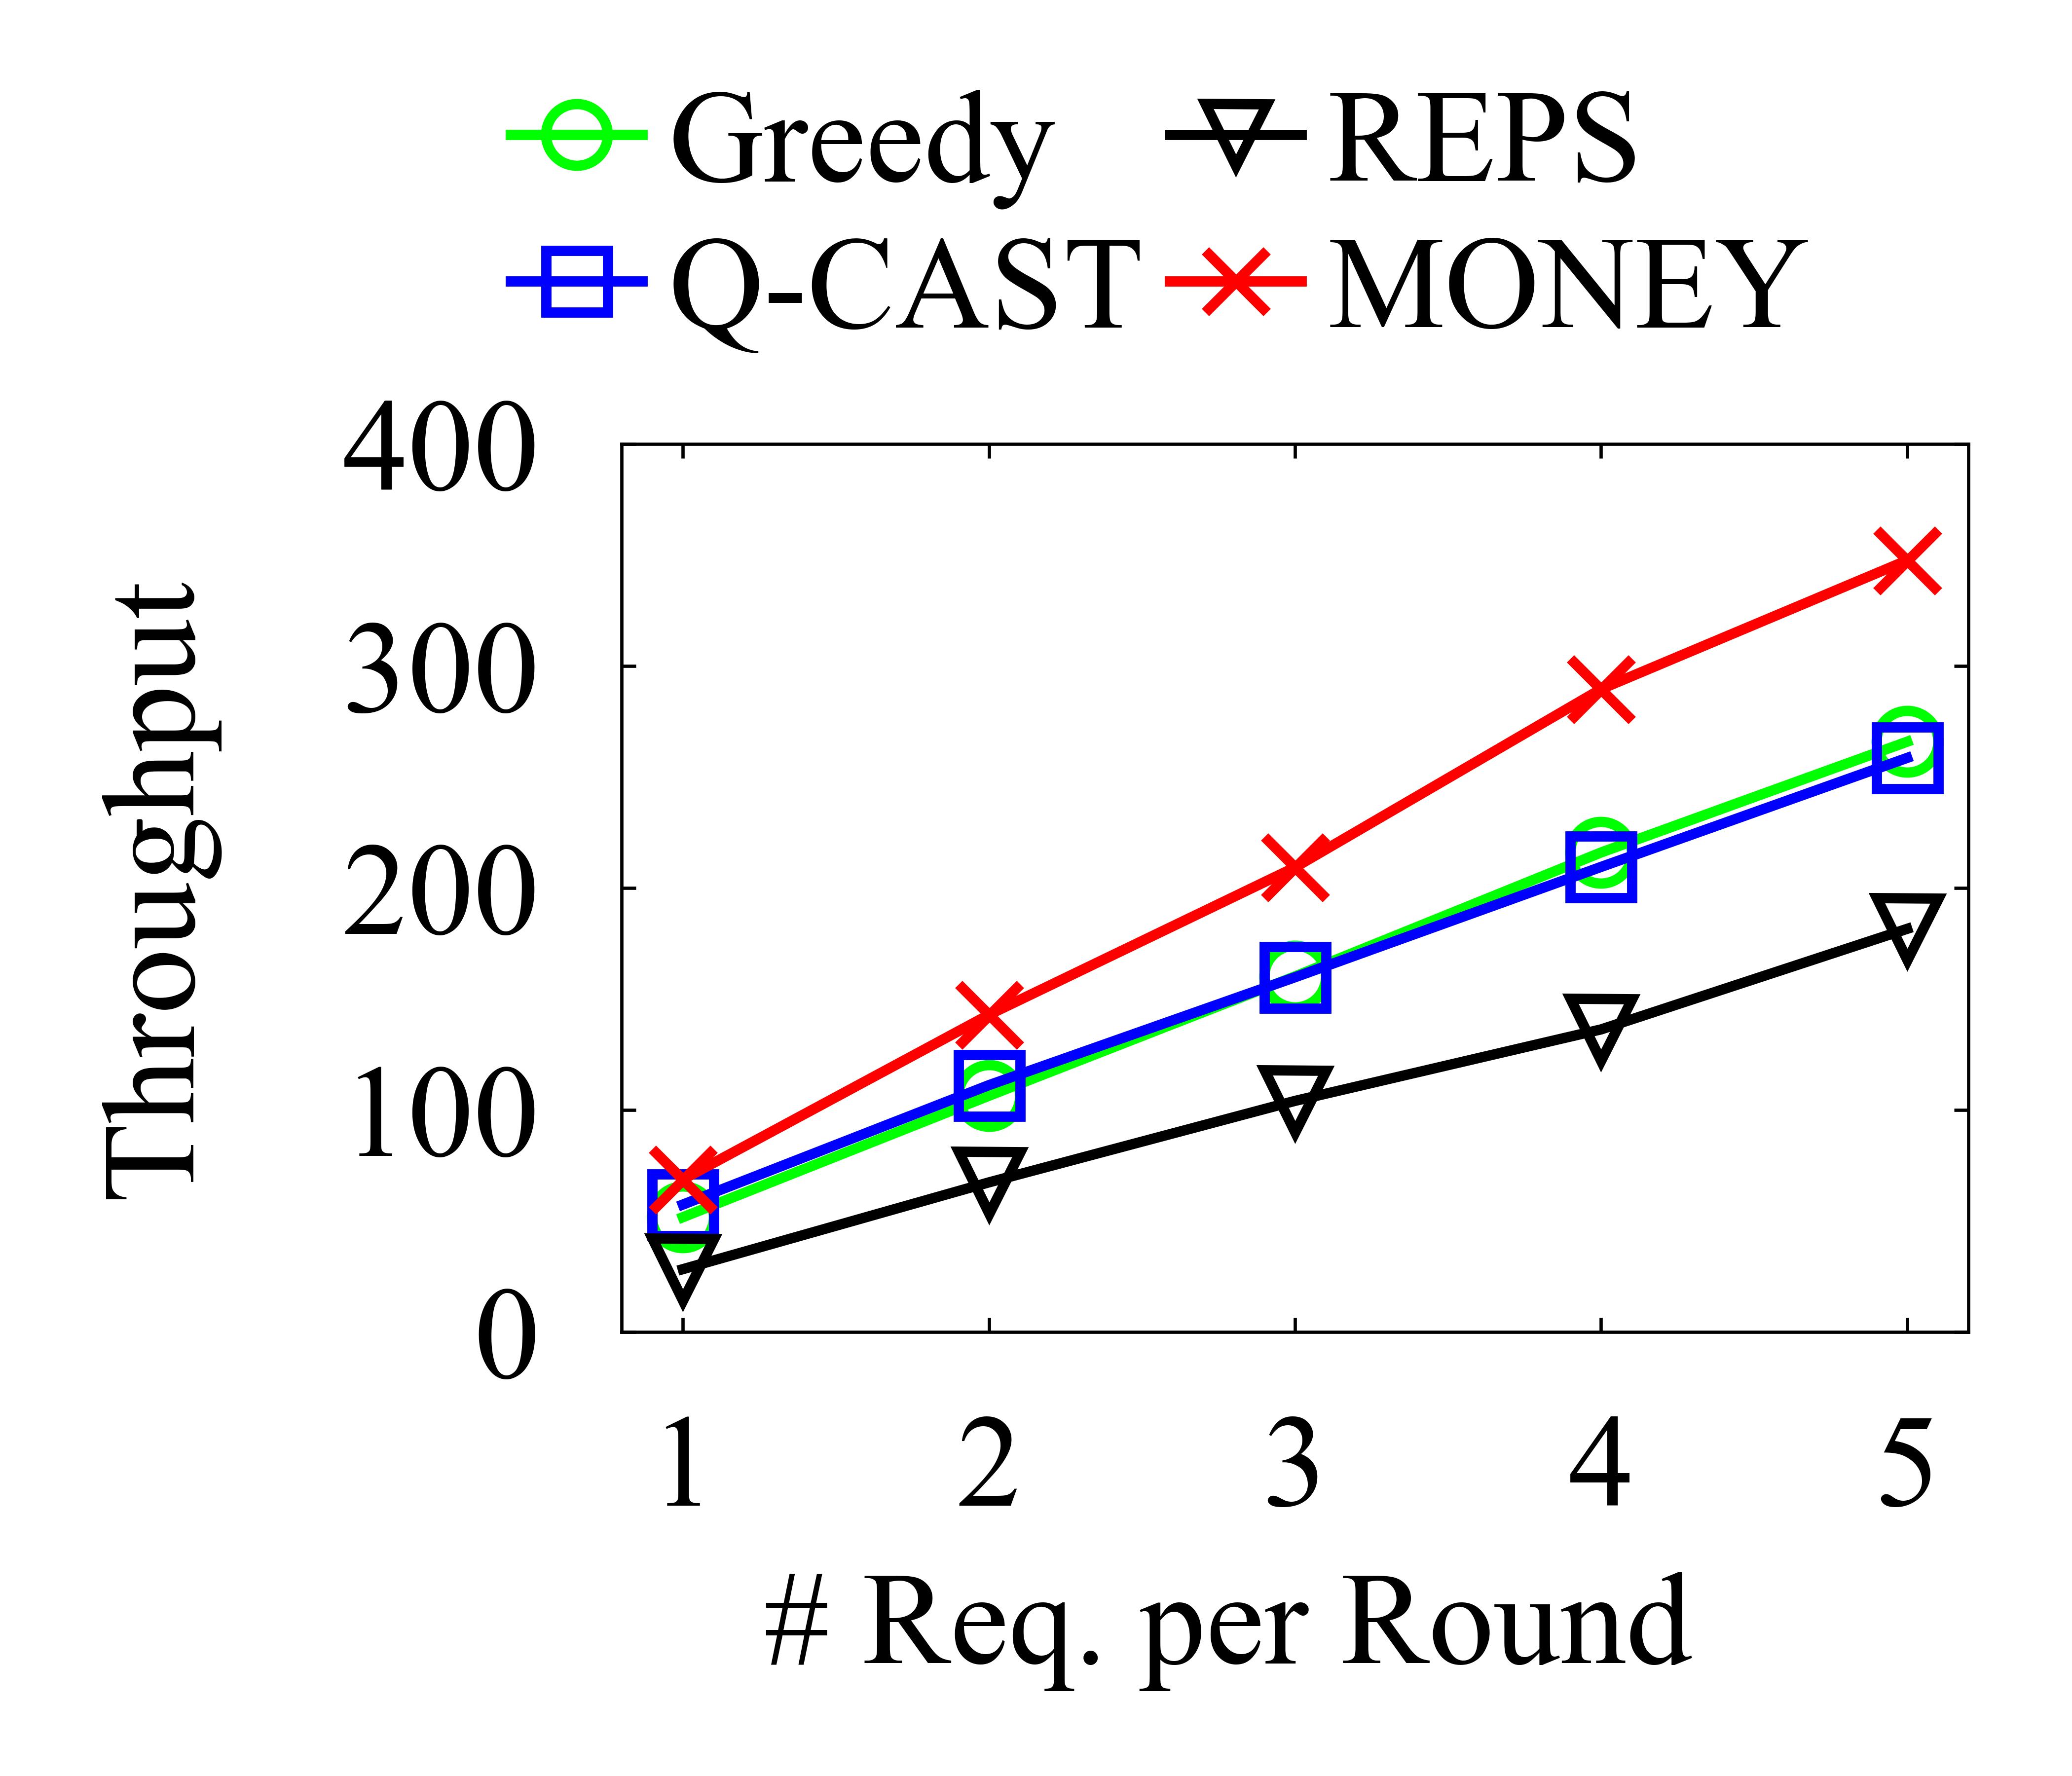 Greedy REPS
Q-CAST MONEY
400
300
200
100
0
Throughput
1 2 3 4 5
# Req. per Round